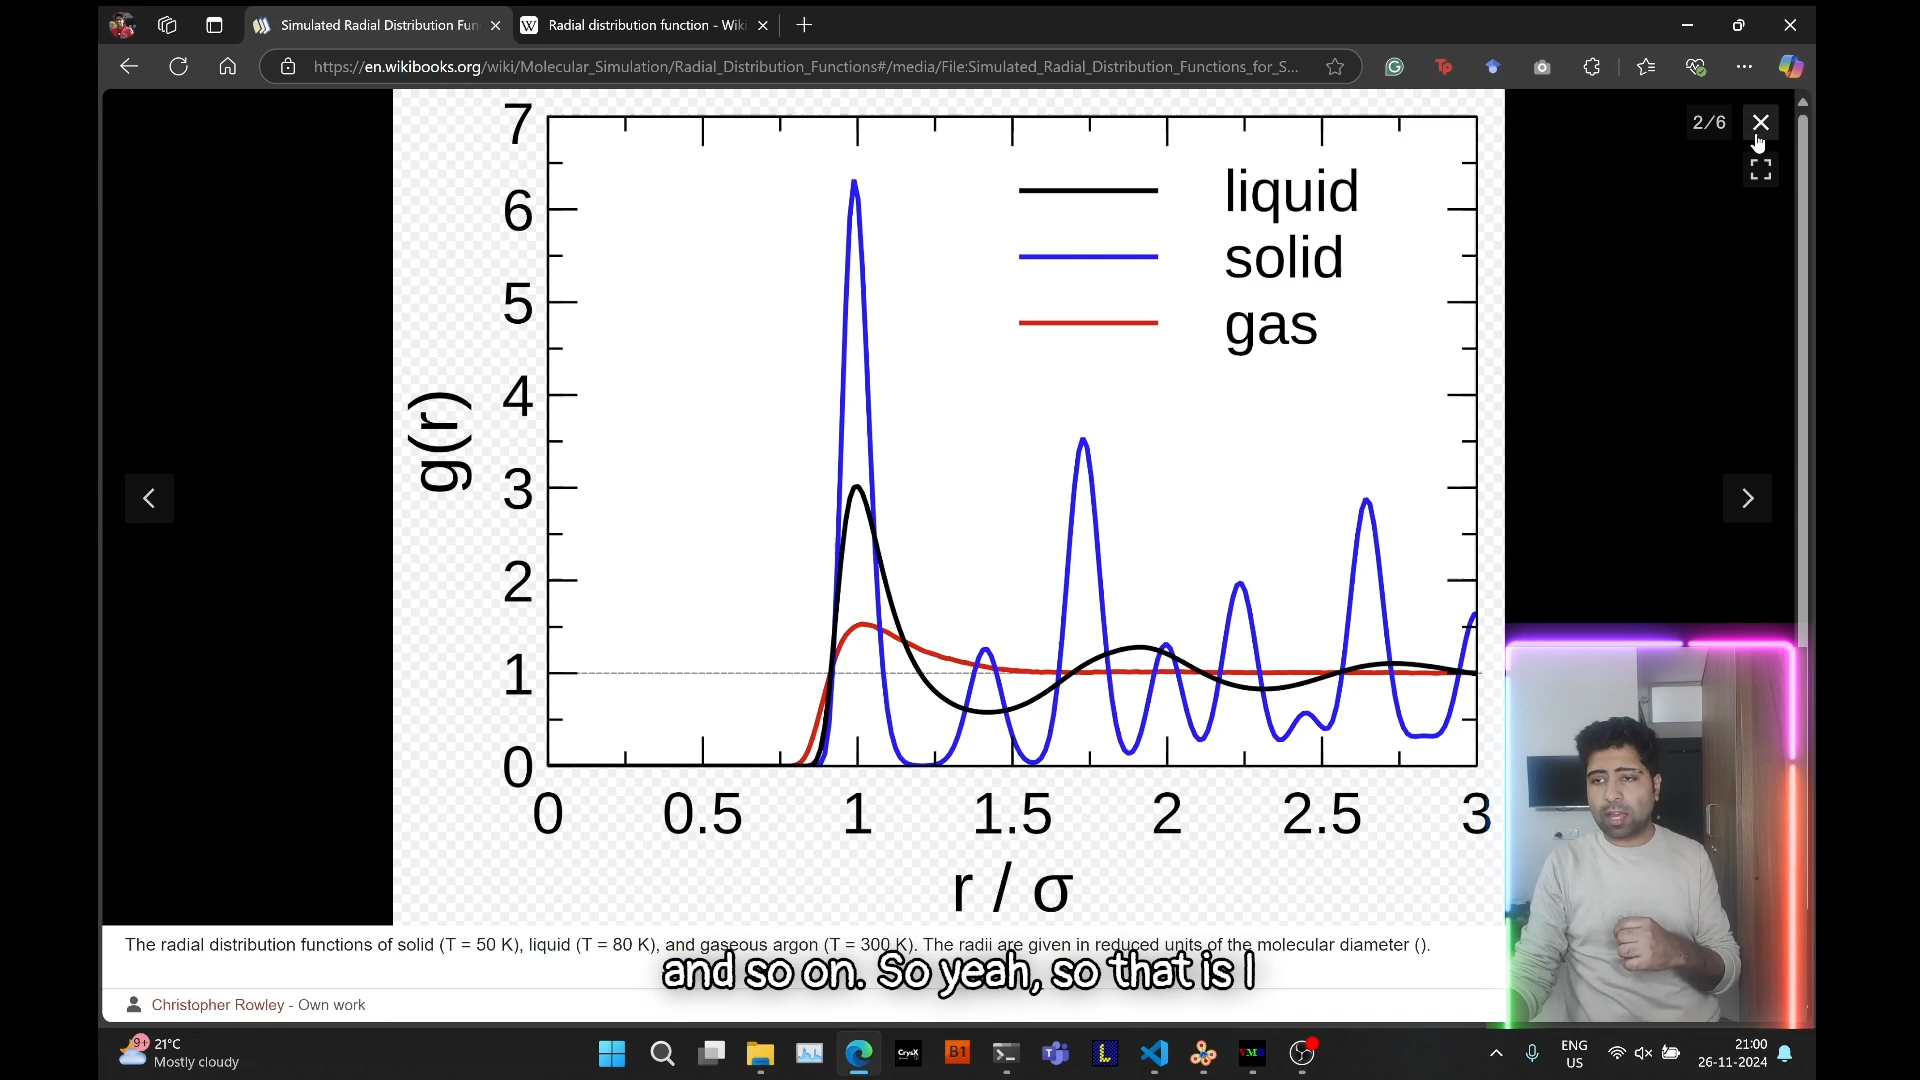 Simulated Radial Distribution Fun
Radial distribution function - Wiki
https://en.wikibooks.org/wiki/Molecular_Simulation/Radial_Distribution_Functions#/media/File:Simulated_Radial_Distribution_Functions_for_S...
2/6
7
6
5
4
3
2
1
0
g(r)
liquid
solid
gas
0 0.5 1 1.5 2 2.5 3
r / σ
The radial distribution functions of solid (T = 50 K), liquid (T = 80 K), and gaseous argon (T = 300 K). The radii are given in reduced units of the molecular diameter ().
and so on. So yeah, so that is I
Christopher Rowley - Own work
9+
21°C
Mostly cloudy
CrysX
B1
VMD
ENG
US
21:00
26-11-2024